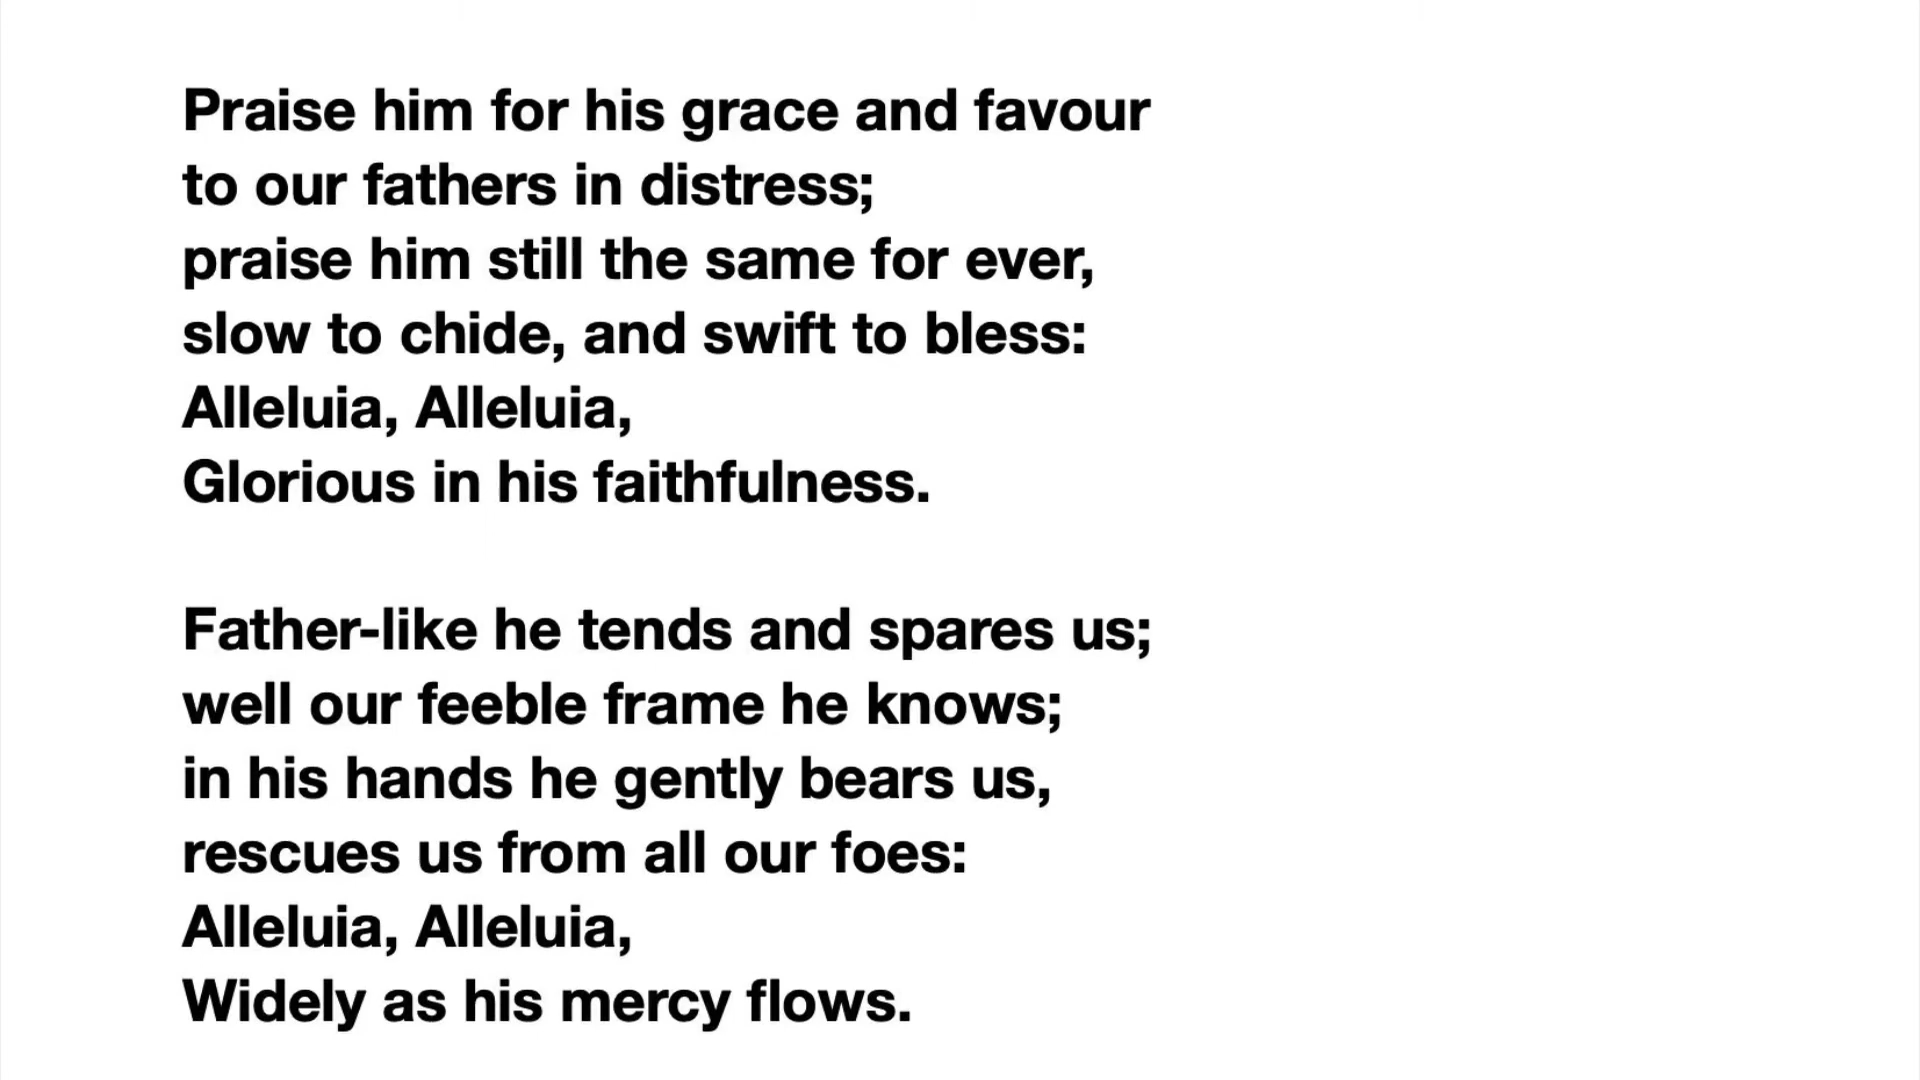 Praise him for his grace and favour
to our fathers in distress;
praise him still the same for ever,
slow to chide, and swift to bless:
Alleluia, Alleluia,
Glorious in his faithfulness.

Father-like he tends and spares us;
well our feeble frame he knows;
in his hands he gently bears us,
rescues us from all our foes:
Alleluia, Alleluia,
Widely as his mercy flows.